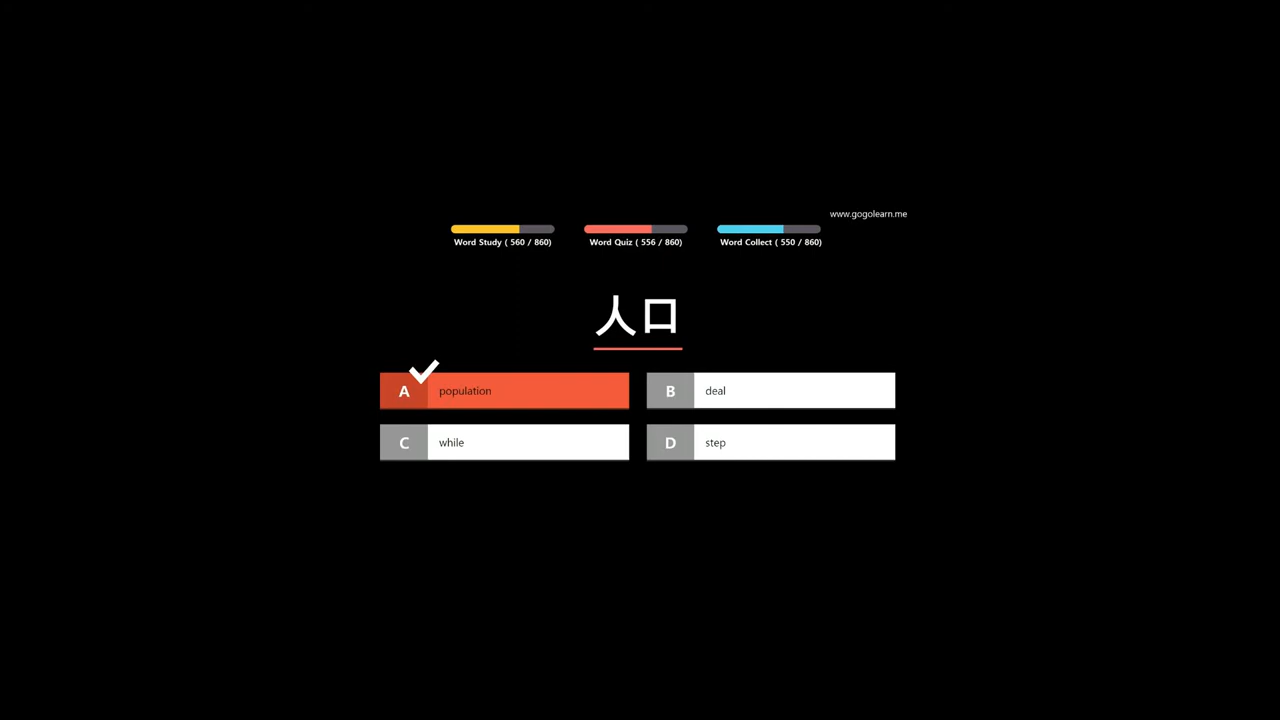 www.gogolearn.me
Word Study ( 560 / 860)
Word Quiz ( 556 / 860)
Word Collect ( 550 / 860)
人口
A population
B deal
C while
D step